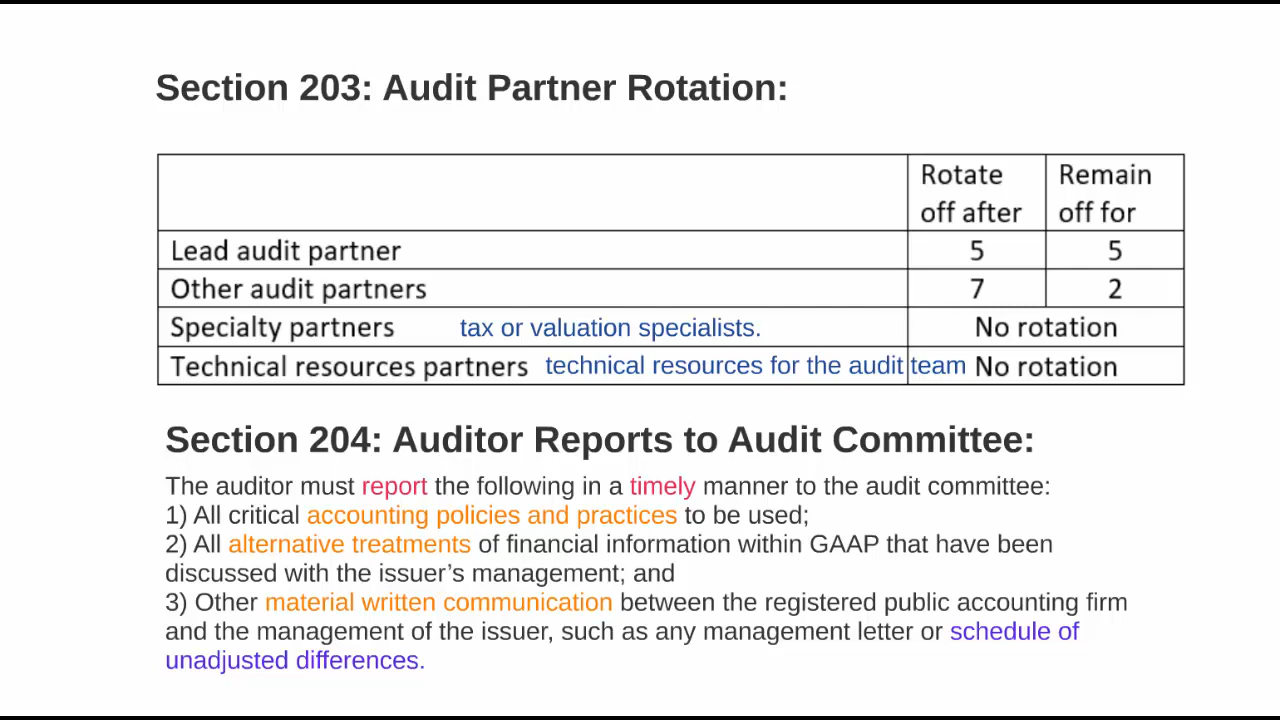 Section 203: Audit Partner Rotation:
Rotate off after
Remain off for
Lead audit partner 5 5
Other audit partners 7 2
Specialty partners tax or valuation specialists. No rotation
Technical resources partners technical resources for the audit team No rotation
Section 204: Auditor Reports to Audit Committee:
The auditor must report the following in a timely manner to the audit committee:
1) All critical accounting policies and practices to be used;
2) All alternative treatments of financial information within GAAP that have been
discussed with the issuer’s management; and
3) Other material written communication between the registered public accounting firm
and the management of the issuer, such as any management letter or schedule of
unadjusted differences.